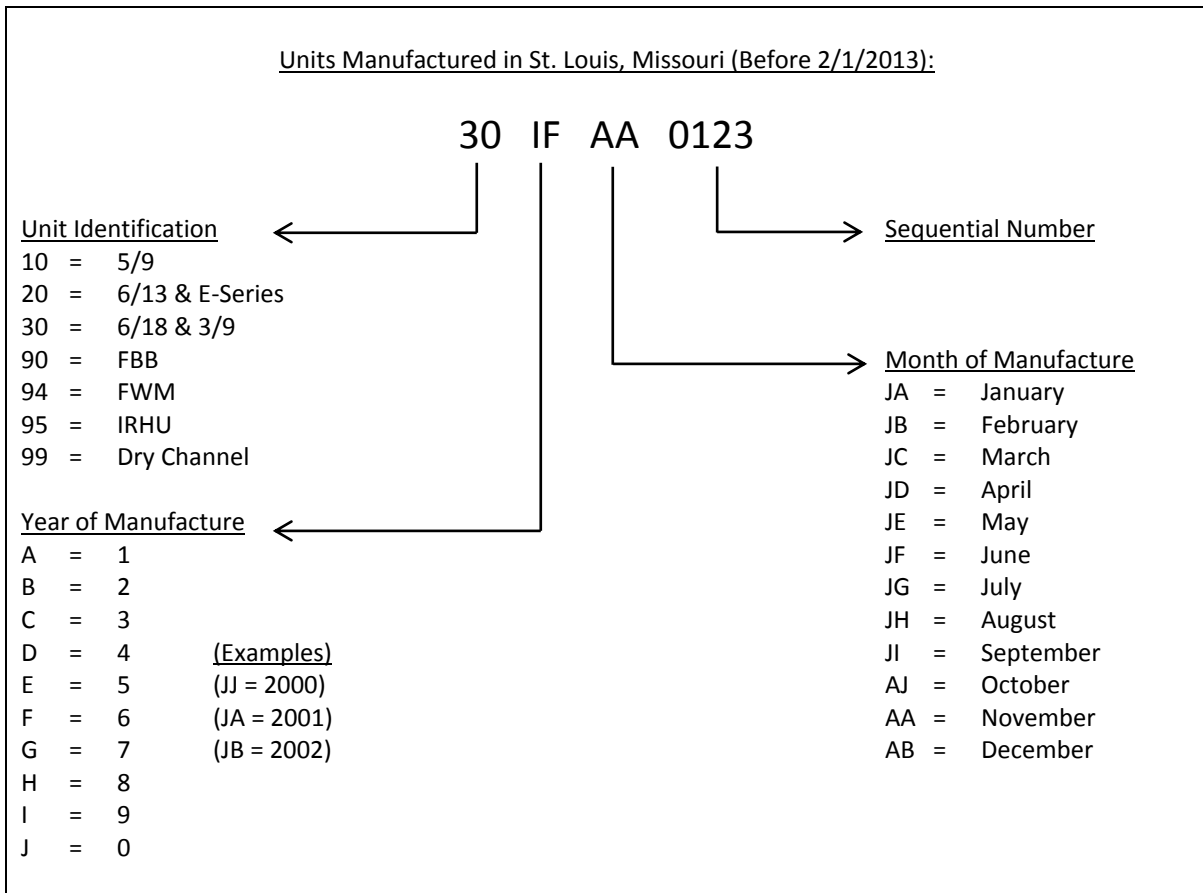 Units Manufactured in St. Louis, Missouri (Before 2/1/2013):
30 IF AA 0123
Unit Identification
10 = 5/9
20 = 6/13 & E-Series
30 = 6/18 & 3/9
90 = FBB
94 = FWM
95 = IRHU
99 = Dry Channel
Year of Manufacture
A = 1
B = 2
C = 3
D = 4 (Examples)
E = 5 (JJ = 2000)
F = 6 (JA = 2001)
G = 7 (JB = 2002)
H = 8
I = 9
J = 0
Sequential Number
Month of Manufacture
JA = January
JB = February
JC = March
JD = April
JE = May
JF = June
JG = July
JH = August
JI = September
AJ = October
AA = November
AB = December